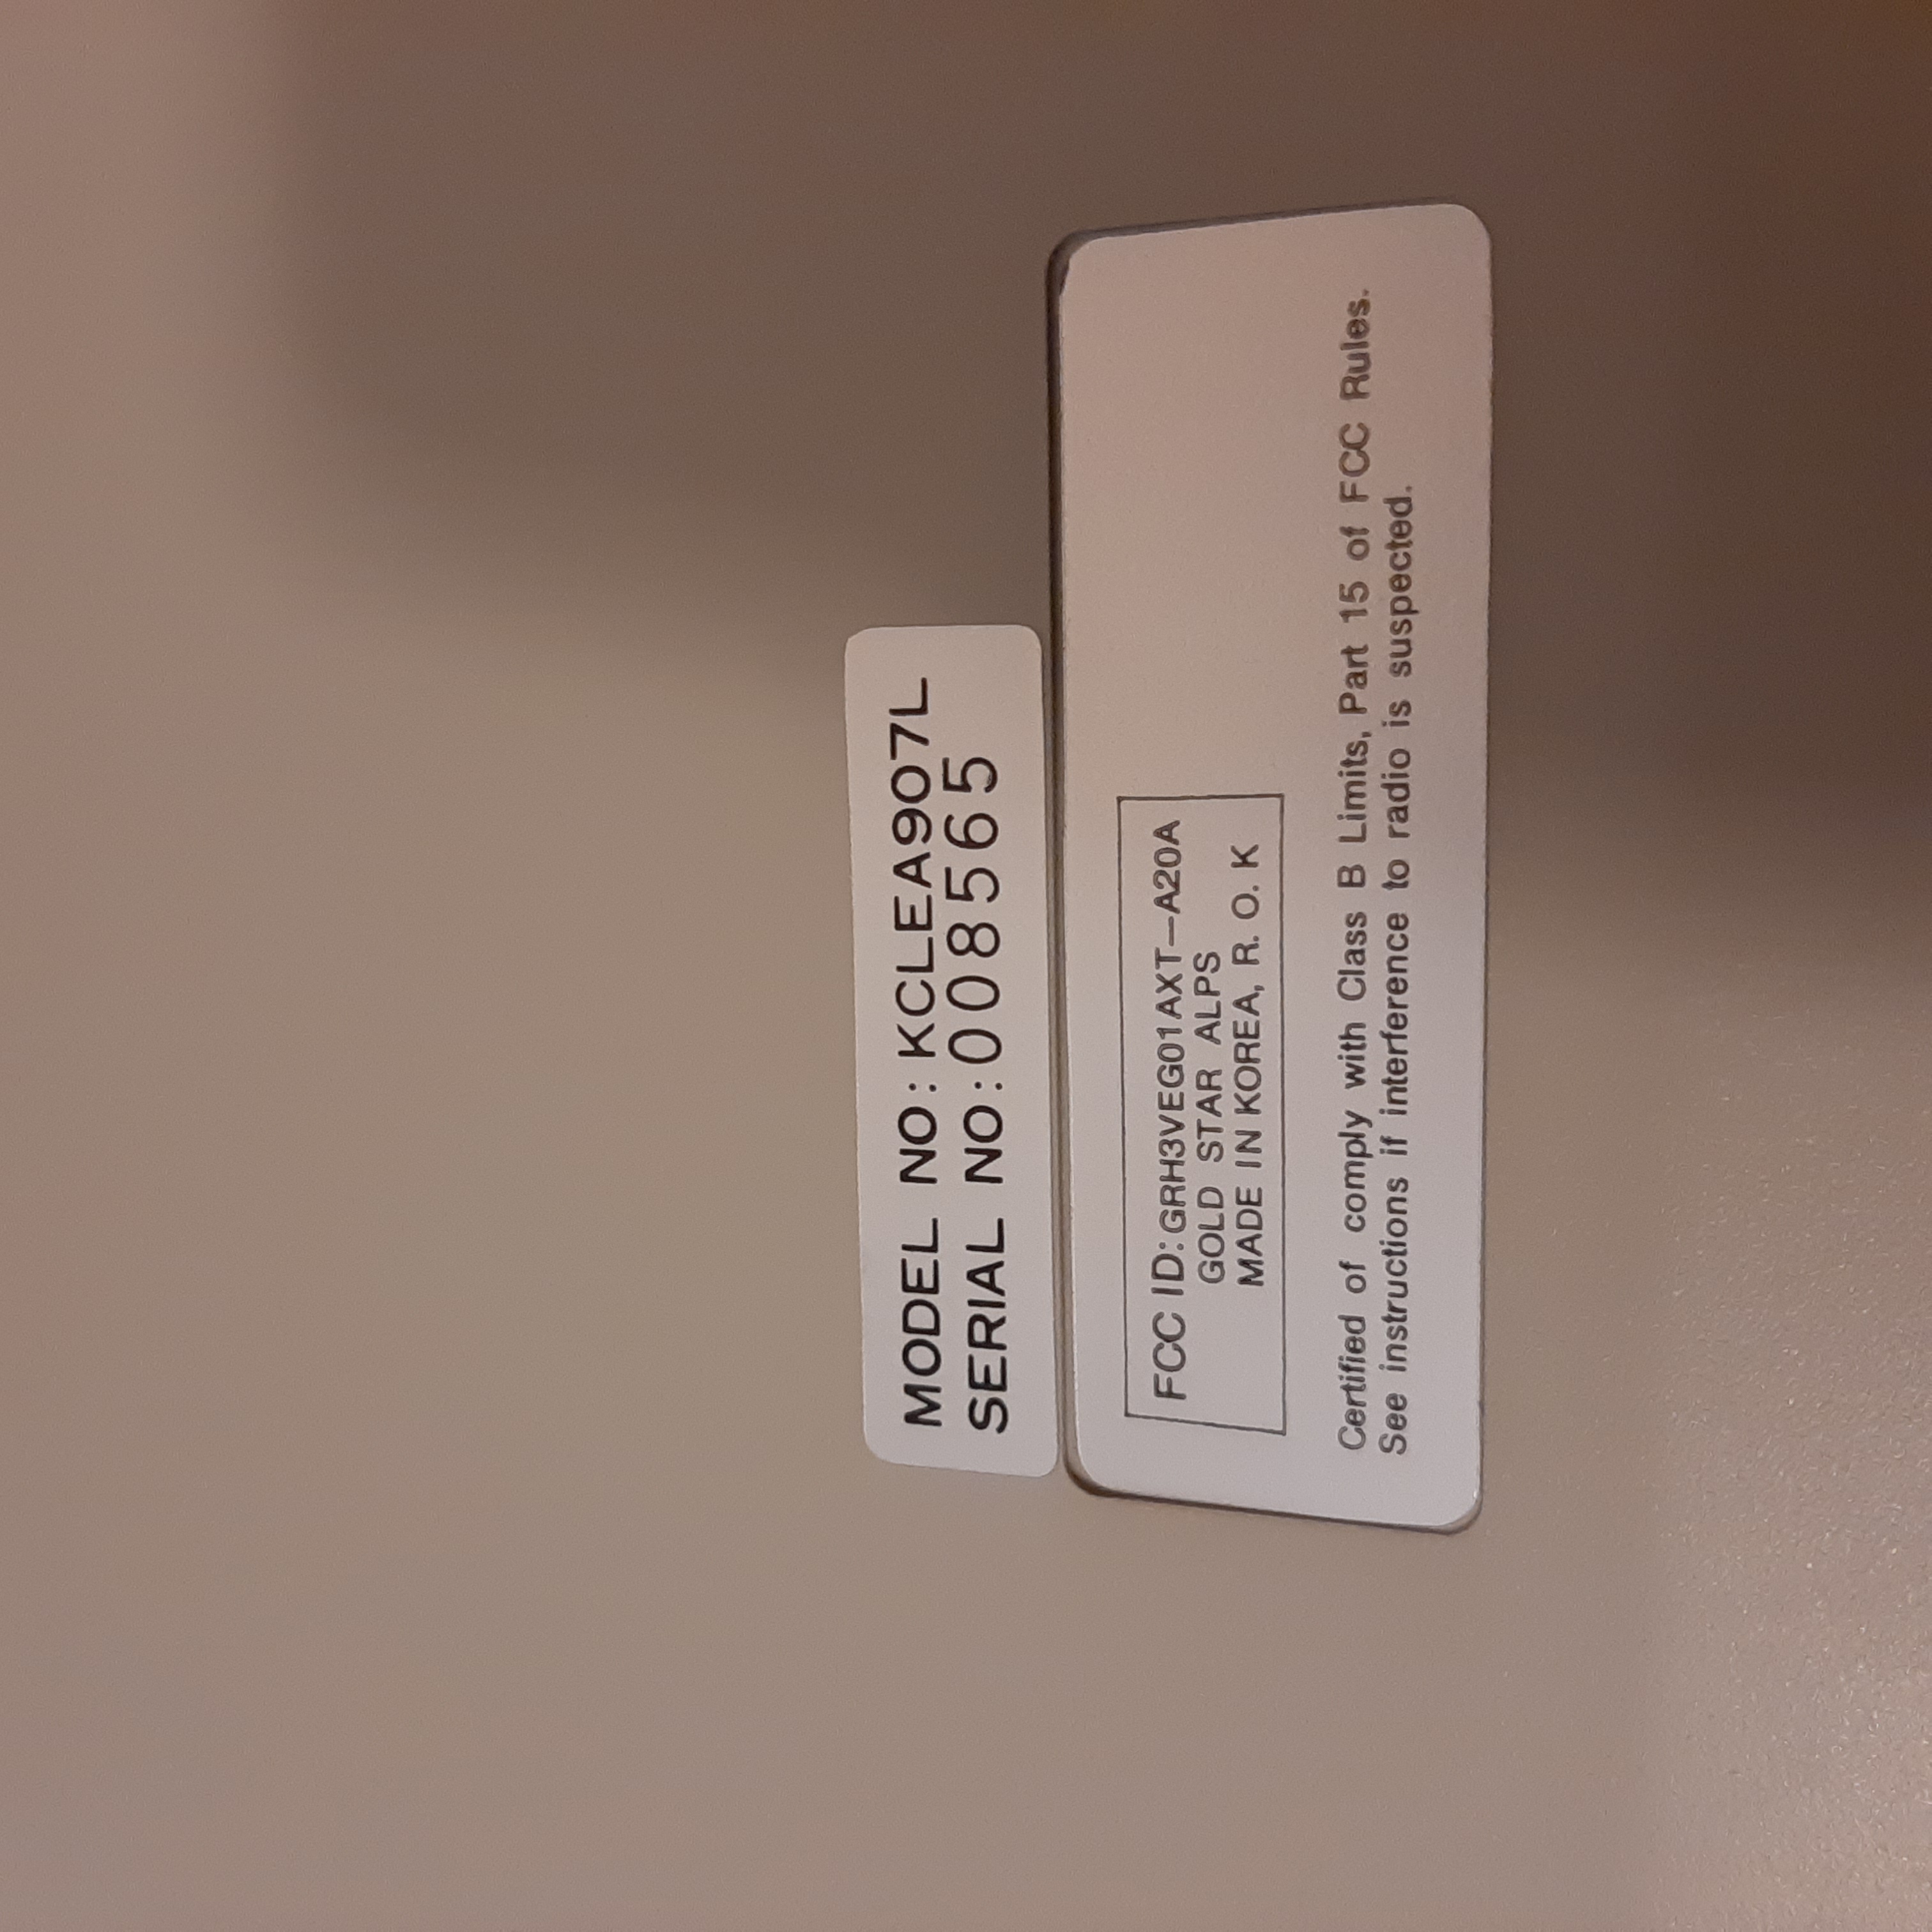 MODEL NO: KCLEA907L
SERIAL NO:008565
FCC ID: GRH3VEG01AXT-A20A
GOLD STAR ALPS
MADE IN KOREA, R. O. K
Certified of comply with Class B Limits, Part 15 of FCC Rules.
See instructions if interference to radio is suspected.